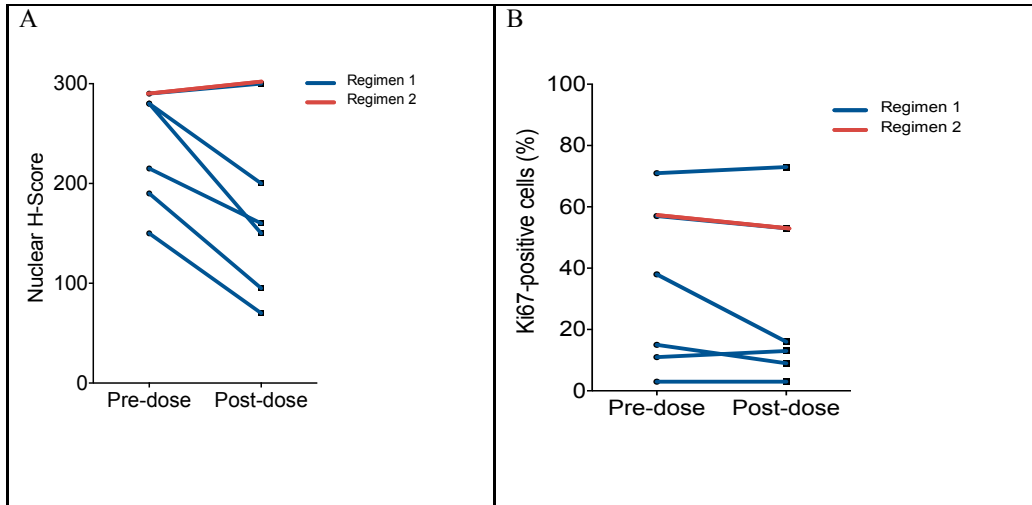 A
Nuclear H-Score
300
200
100
0
Pre-dose Post-dose
Regimen 1
Regimen 2
B
Ki67-positive cells (%)
100
80
60
40
20
0
Pre-dose Post-dose
Regimen 1
Regimen 2